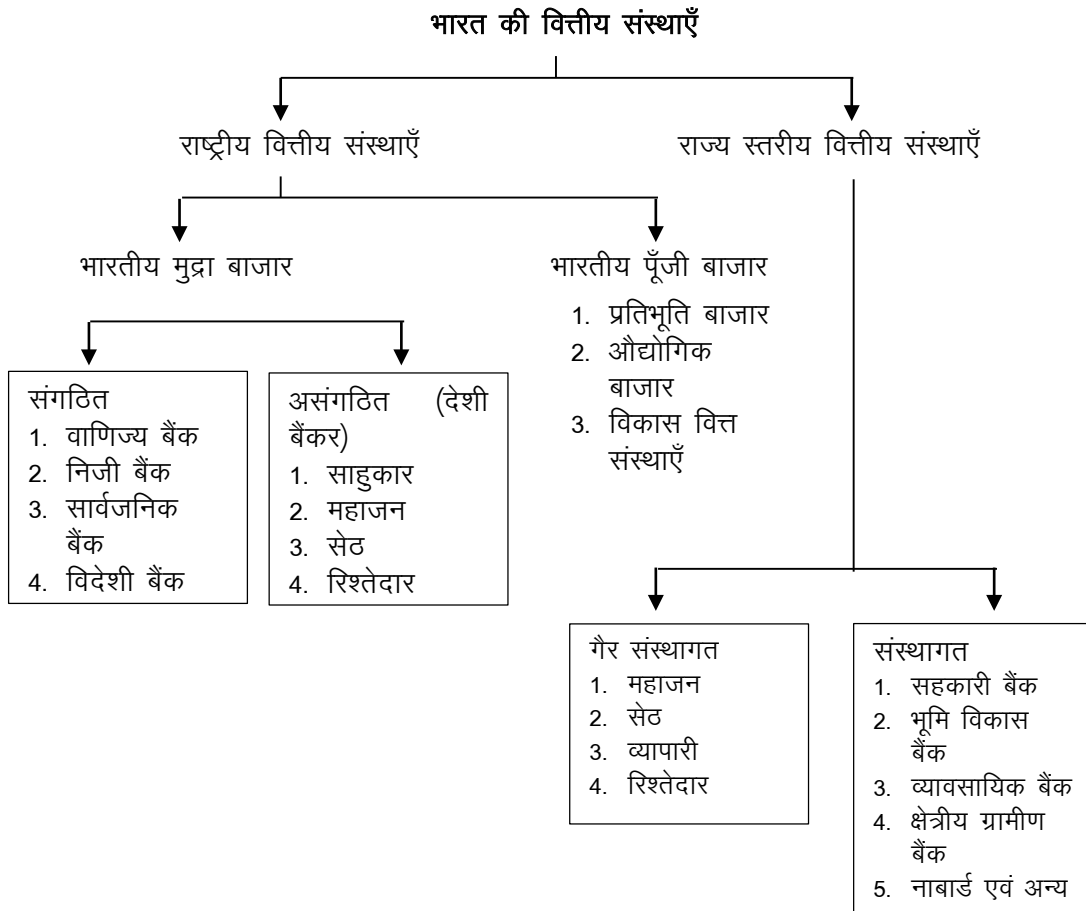 भारत की वित्तीय संस्थाएँ
राष्ट्रीय वित्तीय संस्थाएँ
राज्य स्तरीय वित्तीय संस्थाएँ
भारतीय मुद्रा बाजार
भारतीय पूँजी बाजार
1. प्रतिभूति बाजार
2. औद्योगिक
बाजार
3. विकास वित्त
संस्थाएँ
संगठित
1. वाणिज्य बैंक
2. निजी बैंक
3. सार्वजनिक
बैंक
4. विदेशी बैंक
असंगठित (देशी
बैंकर)
1. साहुकार
2. महाजन
3. सेठ
4. रिश्तेदार
गैर संस्थागत
1. महाजन
2. सेठ
3. व्यापारी
4. रिश्तेदार
संस्थागत
1. सहकारी बैंक
2. भूमि विकास
बैंक
3. व्यावसायिक बैंक
4. क्षेत्रीय ग्रामीण
बैंक
5. नाबार्ड एवं अन्य